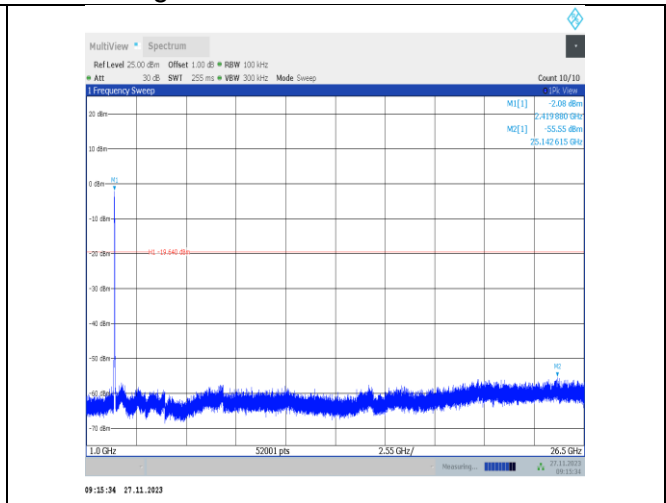 MultiView Spectrum
Ref Level 25.00 dBm Offset 1.00 dB RBW 100 kHz
Att 30 dB SWT 255 ms VBW 300 kHz Mode Sweep Count 10/10
1 Frequency Sweep 1Pk View
M1[1] -2.08 dBm
2.419 880 GHz
M2[1] -55.55 dBm
25.142 615 GHz
20 dBm
10 dBm
0 dBm
M1
-10 dBm
-20 dBm
H1 -19.640 dBm
-30 dBm
-40 dBm
-50 dBm
M2
-60 dBm
-70 dBm
1.0 GHz 52001 pts 2.55 GHz/ 26.5 GHz
Measuring... 27.11.2023
09:15:34
09:15:34 27.11.2023